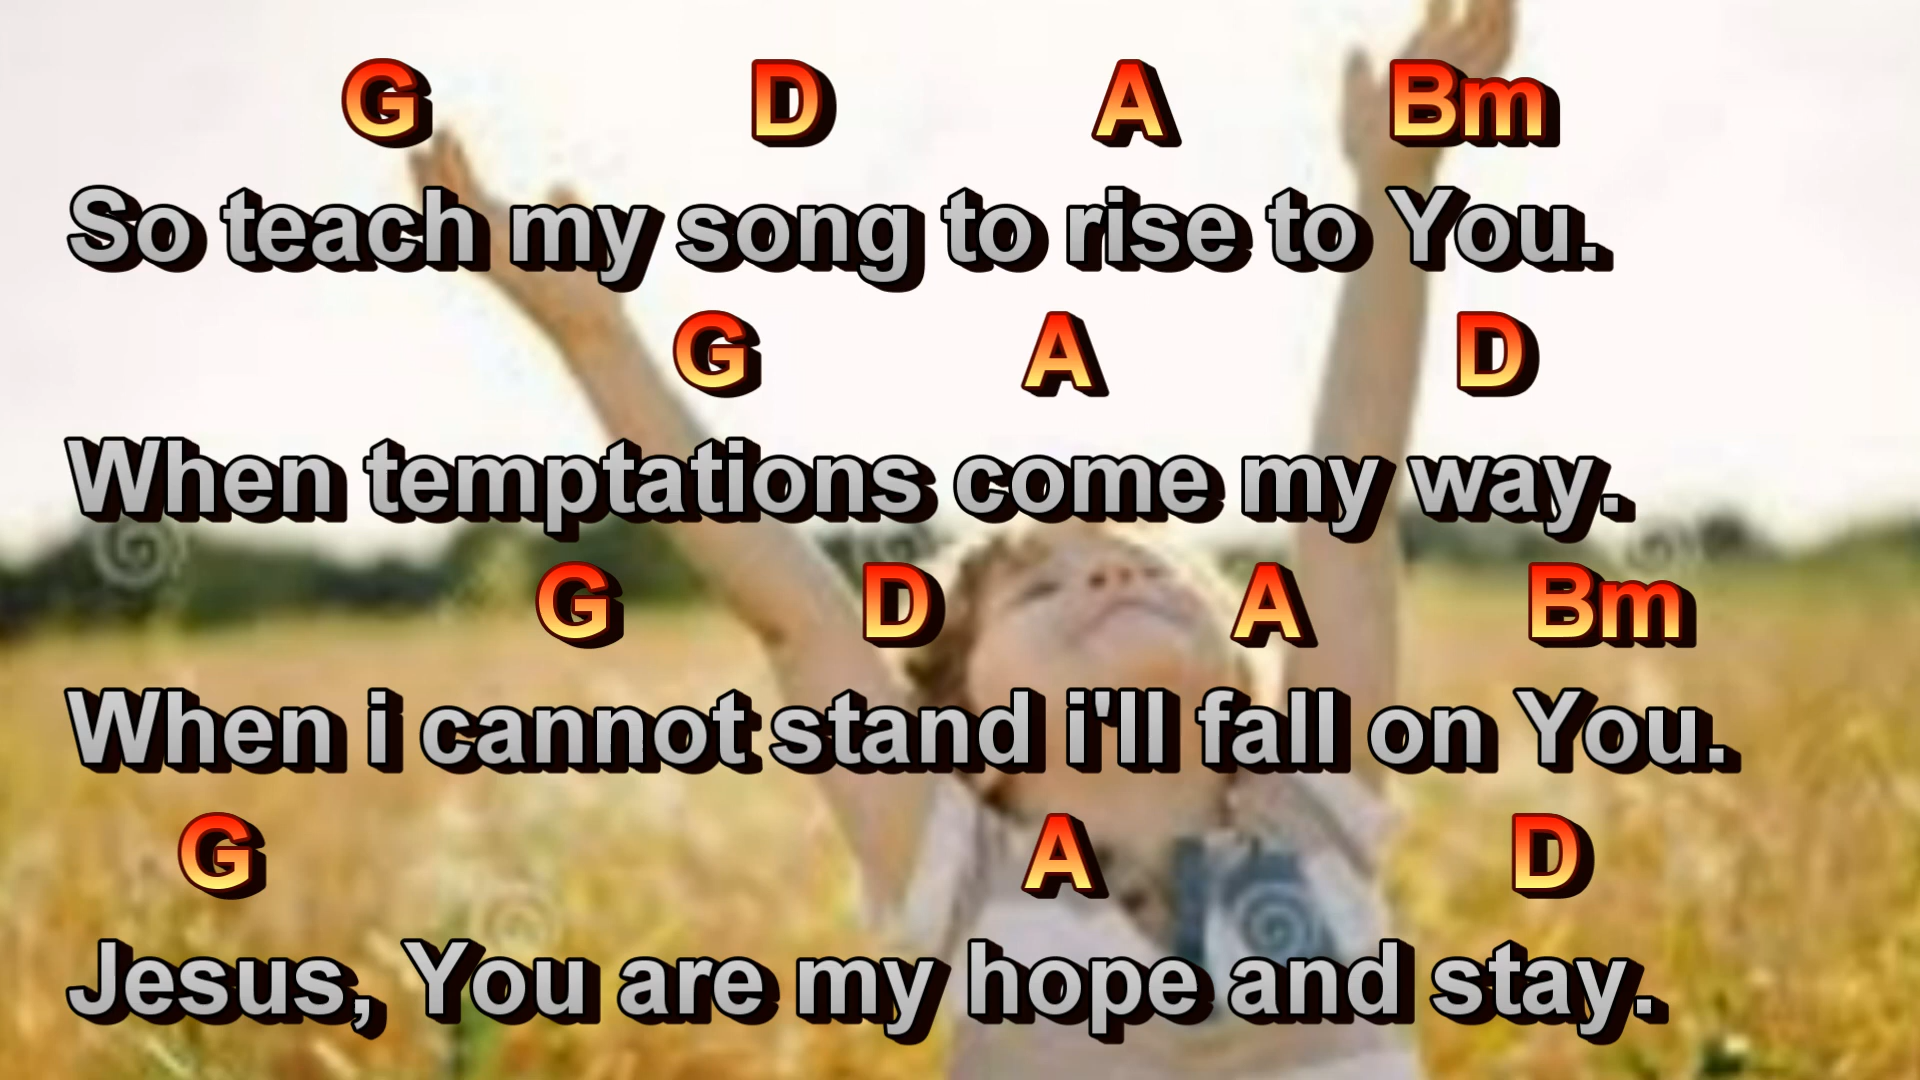 G D A Bm
So teach my song to rise to You.
G A D
When temptations come my way.
G D A Bm
When i cannot stand i'll fall on You.
G A D
Jesus, You are my hope and stay.